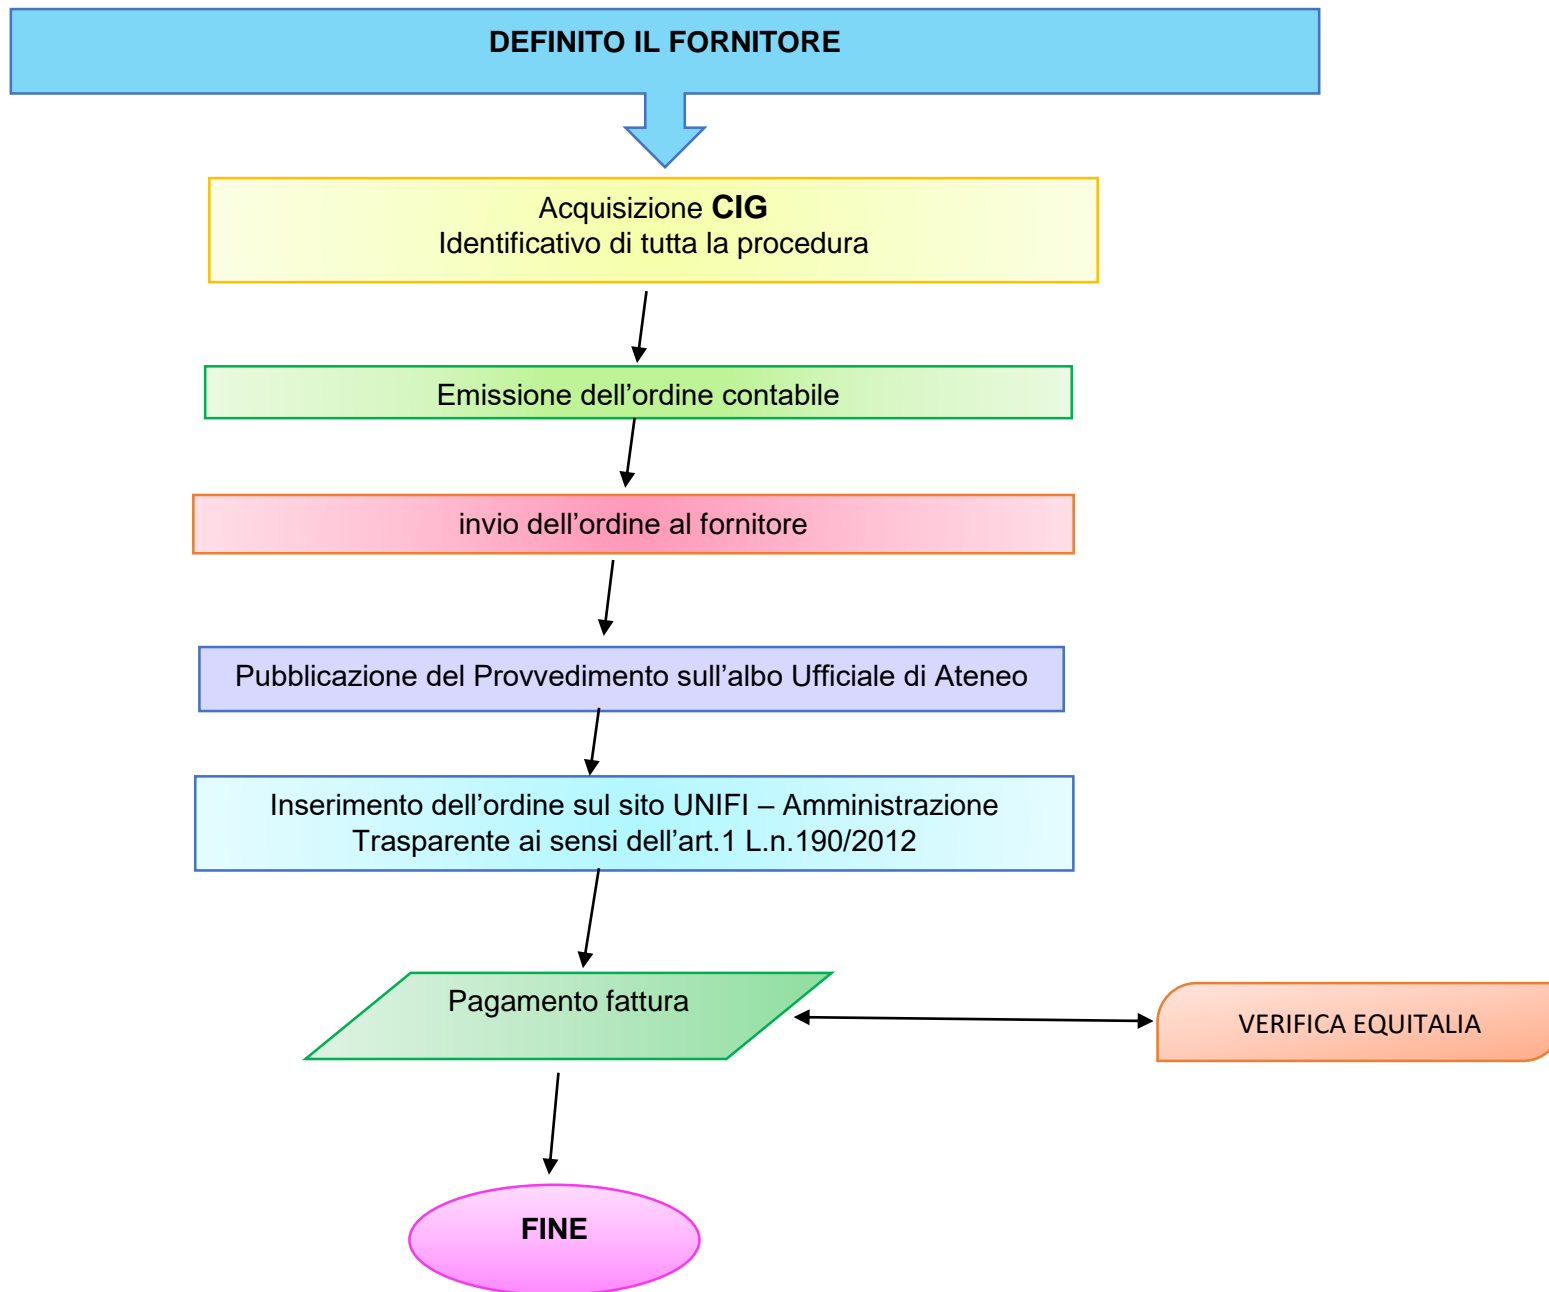 DEFINITO IL FORNITORE
Acquisizione CIG
Identificativo di tutta la procedura
Emissione dell’ordine contabile
invio dell’ordine al fornitore
Pubblicazione del Provvedimento sull’albo Ufficiale di Ateneo
Inserimento dell’ordine sul sito UNIFI – Amministrazione
Trasparente ai sensi dell’art.1 L.n.190/2012
Pagamento fattura
VERIFICA EQUITALIA
FINE